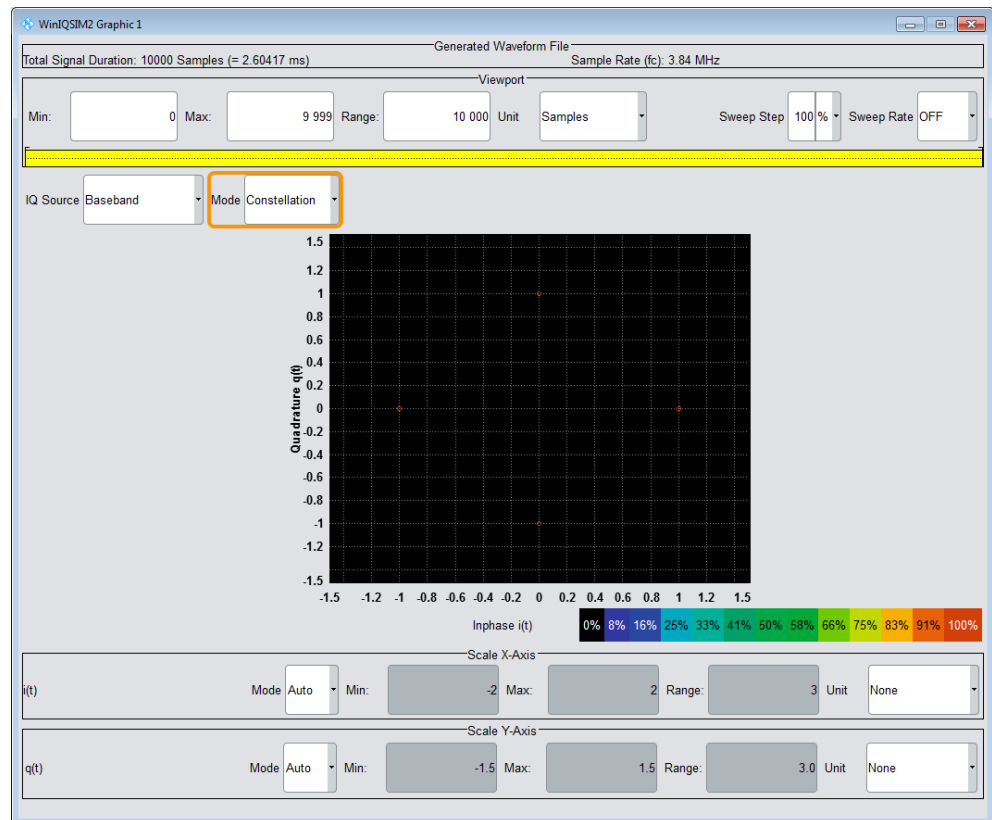 WinIQSIM2 Graphic 1
Generated Waveform File
Total Signal Duration: 10000 Samples (= 2.60417 ms) Sample Rate (fc): 3.84 MHz
Viewport
Min: 0 Max: 9 999 Range: 10 000 Unit Samples Sweep Step 100 % Sweep Rate OFF
IQ Source Baseband Mode Constellation
1.5
1.2
1
0.8
0.6
0.4
0.2
0
-0.2
-0.4
-0.6
-0.8
-1
-1.2
-1.5
Quadrature q(t)
-1.5 -1.2 -1 -0.8 -0.6 -0.4 -0.2 0 0.2 0.4 0.6 0.8 1 1.2 1.5
Inphase i(t) 0% 8% 16% 25% 33% 41% 50% 58% 66% 75% 83% 91% 100%
Scale X-Axis
i(t) Mode Auto Min: -2 Max: 2 Range: 3 Unit None
Scale Y-Axis
q(t) Mode Auto Min: -1.5 Max: 1.5 Range: 3.0 Unit None